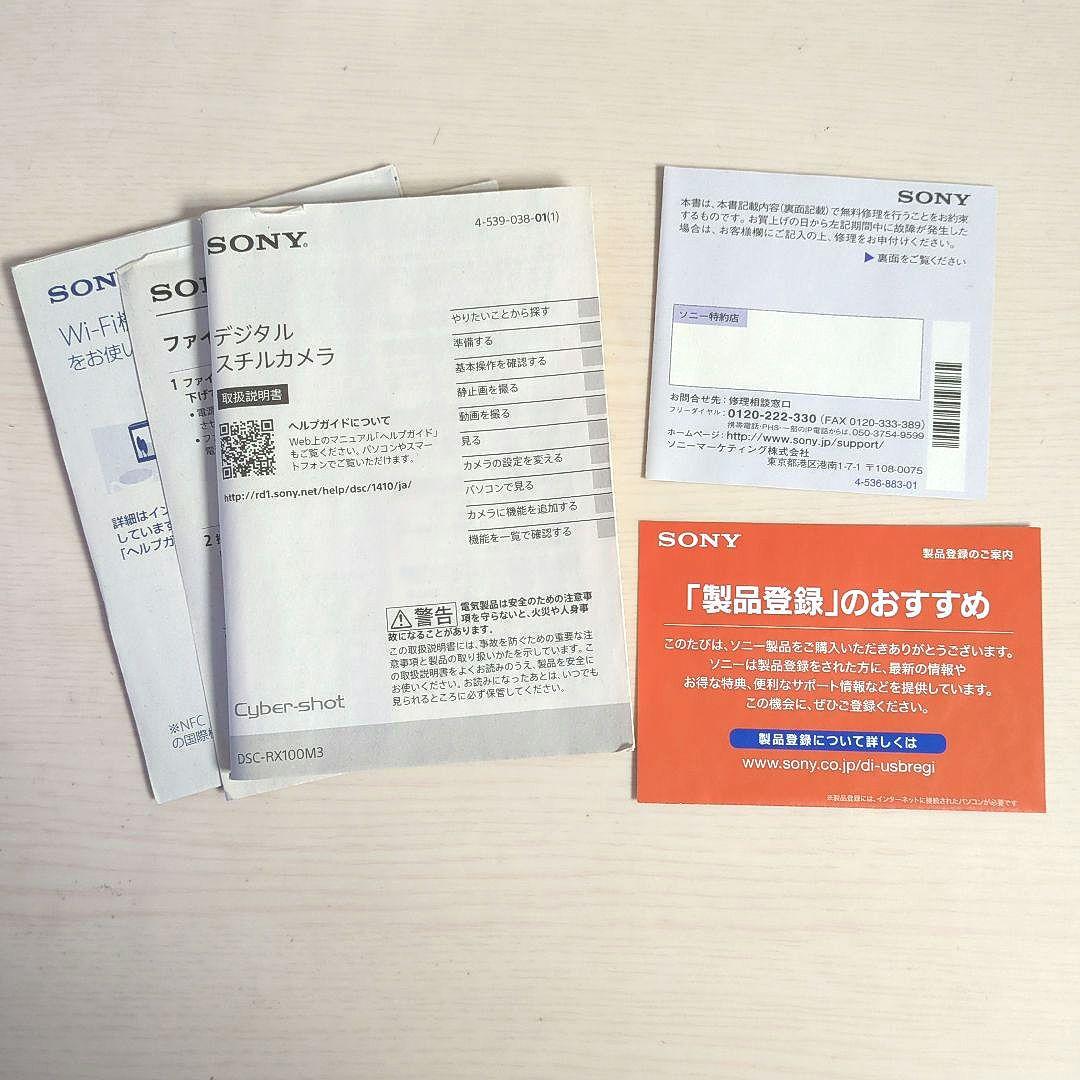 SON
Wi-Fi機
をお使い
詳細はイン
しています
「ヘルプガ
※NFC
の国際標
SO
ファイ
1 ファイ
下げ
2
4-539-038-01(1)
SONY®
デジタル
スチルカメラ
取扱説明書
ヘルプガイドについて
Web上のマニュアル「ヘルプガイド」
もご覧ください。パソコンやスマー
トフォンでご覧いただけます。
http://rd1.sony.net/help/dsc/1410/ja/
やりたいことから探す
準備する
基本操作を確認する
静止画を撮る
動画を撮る
見る
カメラの設定を変える
パソコンで見る
カメラに機能を追加する
機能を一覧で確認する
警告
電気製品は安全のための注意事
項を守らないと、火災や人身事
故になることがあります。
この取扱説明書には、事故を防ぐための重要な注
意事項と製品の取り扱いかたを示しています。こ
の取扱説明書をよくお読みのうえ、製品を安全に
お使いください。お読みになったあとは、いつでも
見られるところに必ず保管してください。
Cyber-shot
DSC-RX100M3
SONY
本書は、本書記載内容(裏面記載)で無料修理を行うことをお約束
するものです。お買上げの日から左記期間中に故障が発生した
場合は、お客様欄にご記入の上、修理をお申付けください。
▶ 裏面をご覧ください
ソニー特約店
お問合せ先:修理相談窓口
フリーダイヤル:0120-222-330 (FAX 0120-333-389)
携帯電話・PHS・一部のIP電話からは、050-3754-9599
ホームページ:http://www.sony.jp/support/
ソニーマーケティング株式会社
東京都港区港南1-7-1 〒108-0075
4-536-883-01
SONY
製品登録のご案内
「製品登録」のおすすめ
このたびは、ソニー製品をご購入いただきありがとうございます。
ソニーは製品登録をされた方に、最新の情報や
お得な特典、便利なサポート情報などを提供しています。
この機会に、ぜひご登録ください。
製品登録について詳しくは
www.sony.co.jp/di-usbregi
※製品登録には、インターネットに接続されたパソコンが必要です